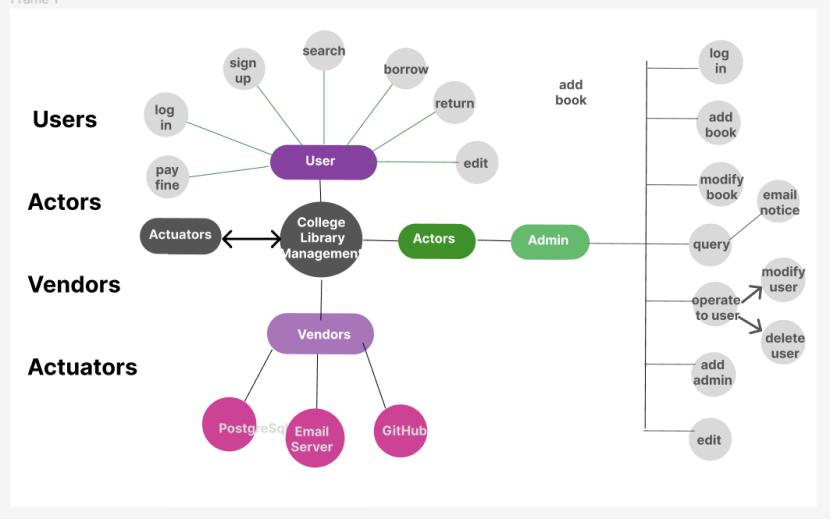 Frame 1
Users
Actors
Vendors
Actuators
log
in
sign
up
search
borrow
return
edit
pay
fine
User
Actuators
College
Library
Management
Actors
Admin
Vendors
PostgreSql
Email
Server
GitHub
add
book
log
in
add
book
modify
book
email
notice
query
operate
to user
modify
user
delete
user
add
admin
edit